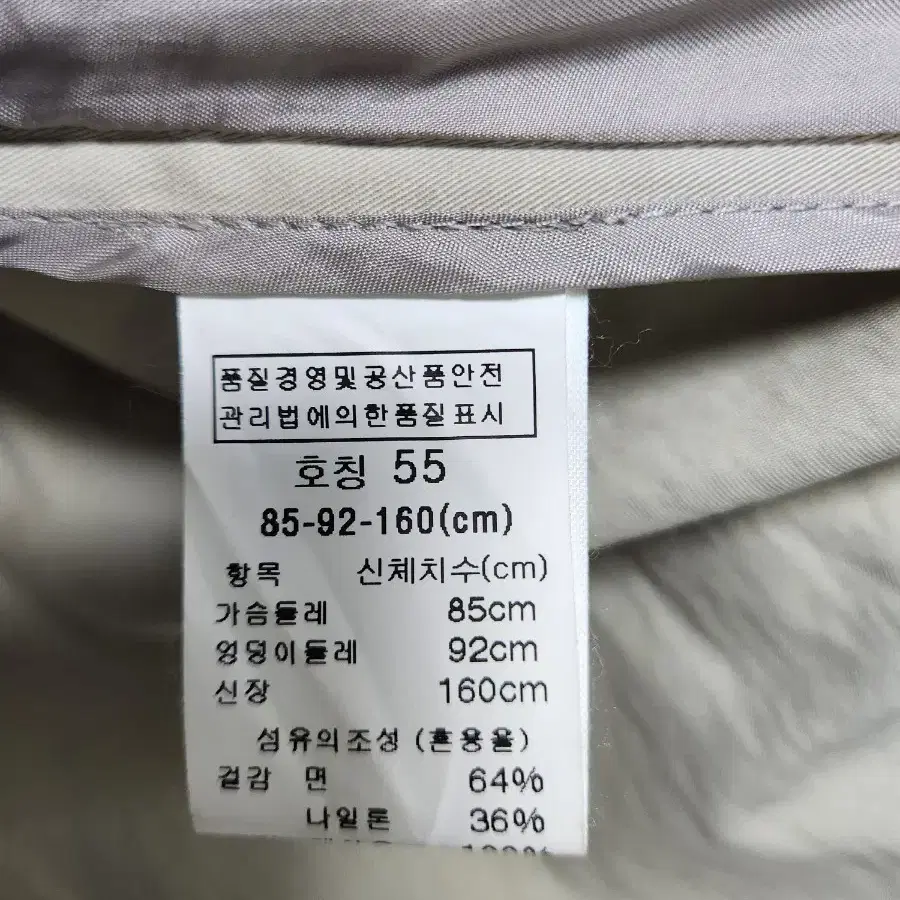 품질경영및공산품안전
관리법에의한품질표시
호칭 55
85-92-160(cm)
항목 신체치수(cm)
가슴둘레 85cm
엉덩이둘레 92cm
신장 160cm
섬유의조성 (혼용율)
겉감 면 64%
나일론 36%